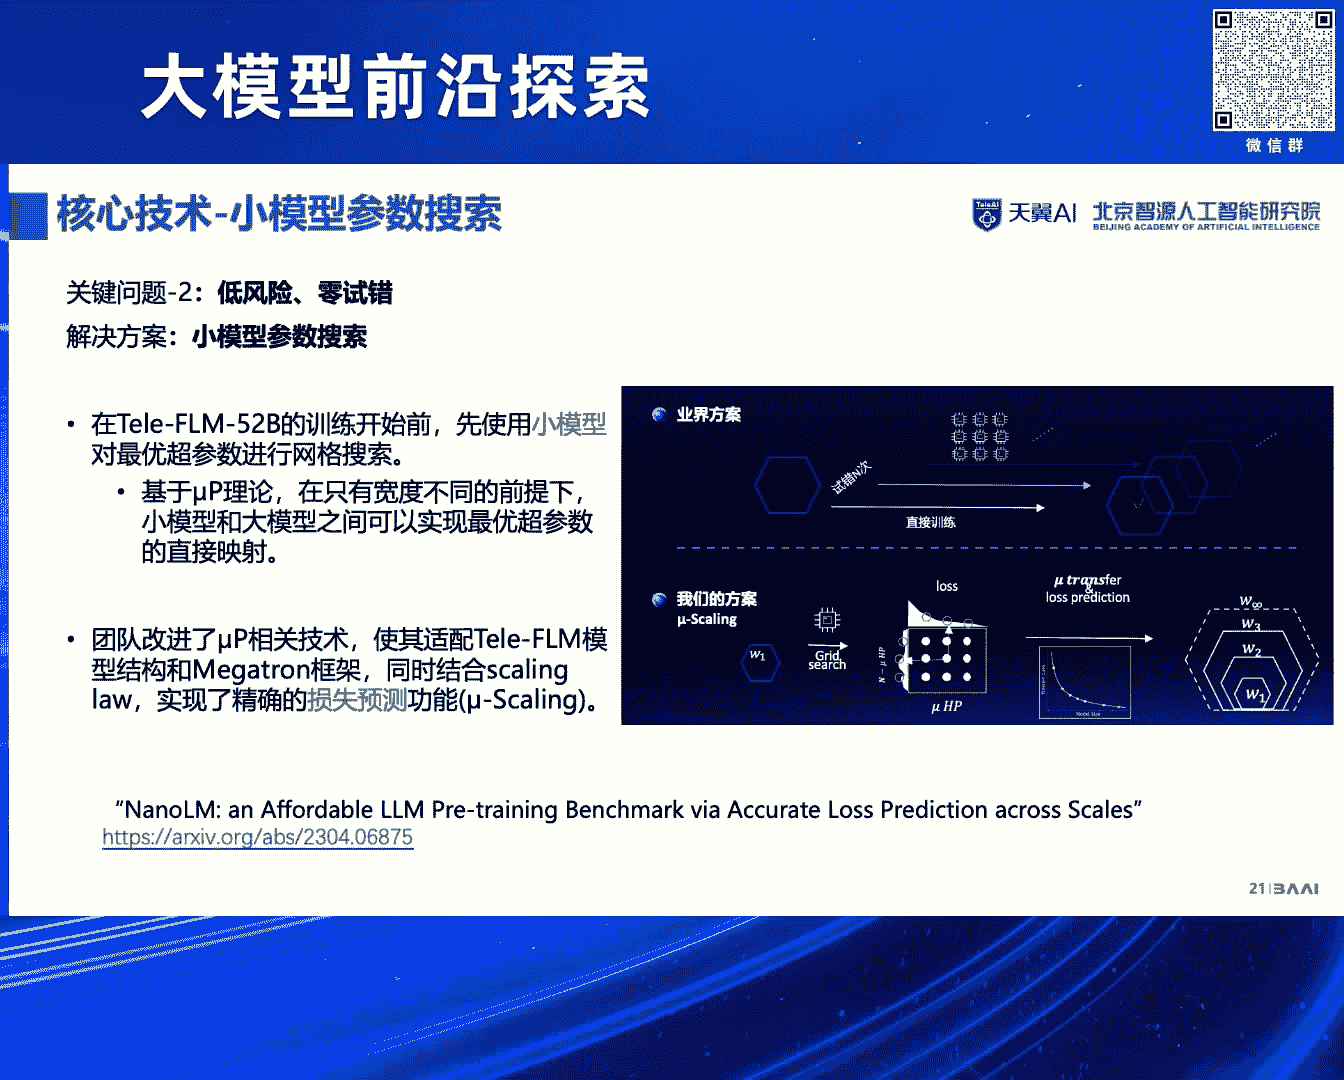 大模型前沿探索
微信群
核心技术-小模型参数搜索
TeleAI
天翼AI
北京智源人工智能研究院
BEIJING ACADEMY OF ARTIFICIAL INTELLIGENCE
关键问题-2：低风险、零试错
解决方案：小模型参数搜索
• 在Tele-FLM-52B的训练开始前，先使用小模型
对最优超参数进行网格搜索。
• 基于μP理论，在只有宽度不同的前提下，
小模型和大模型之间可以实现最优超参数
的直接映射。
• 团队改进了μP相关技术，使其适配Tele-FLM模
型结构和Megatron框架，同时结合scaling
law，实现了精确的损失预测功能(μ-Scaling)。
业界方案
试错N次
直接训练
我们的方案
μ-Scaling
w₁
Grid
search
loss
N − μ HP
μ HP
μ transfer
&
loss prediction
Model Size
w∞
w₃
w₂
w₁
“NanoLM: an Affordable LLM Pre-training Benchmark via Accurate Loss Prediction across Scales”
https://arxiv.org/abs/2304.06875
21 | BAAI